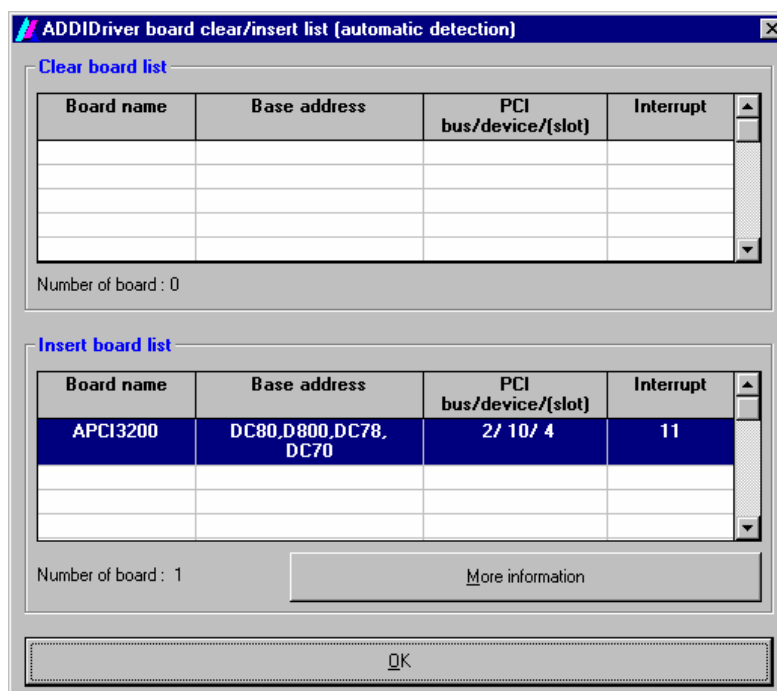 ADDIDriver board clear/insert list (automatic detection)
Clear board list
Board name Base address PCI Interrupt
bus/device/(slot)
Number of board : 0
Insert board list
Board name Base address PCI Interrupt
bus/device/(slot)
APCI3200 DC80,D800,DC78, 2/ 10/ 4 11
DC70
Number of board : 1
More information
OK